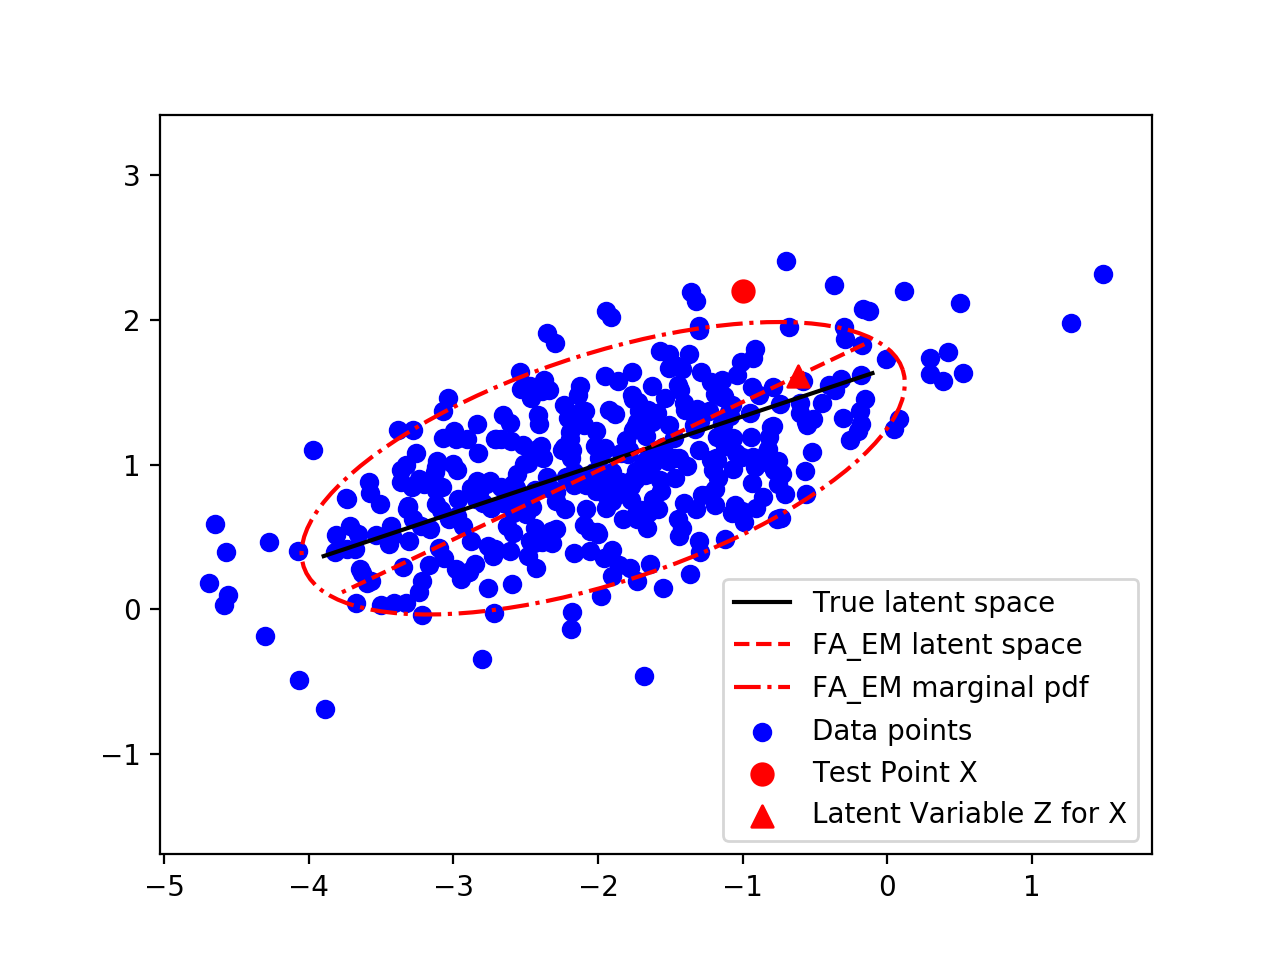 3
2
1
0
−1
−5
−4
−3
−2
−1
0
1
True latent space
FA_EM latent space
FA_EM marginal pdf
Data points
Test Point X
Latent Variable Z for X